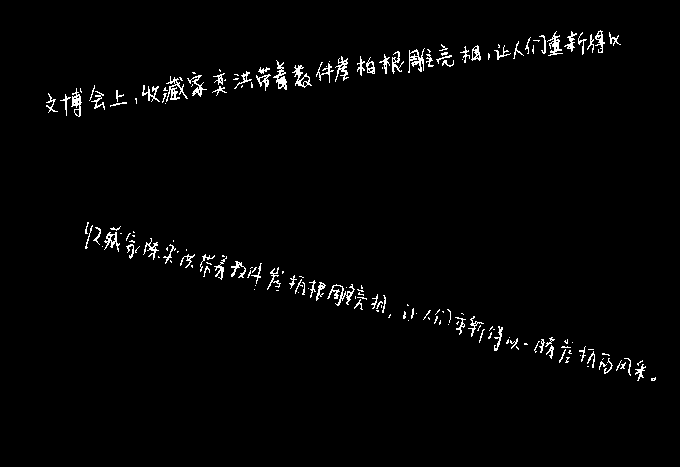 文博会上,收藏家奕洪带着数件崖柏根雕亮相,让人们重新得以
收藏家陈奕洪带着数件崖柏根雕亮相,让人们重新得以一睹崖柏的风采。